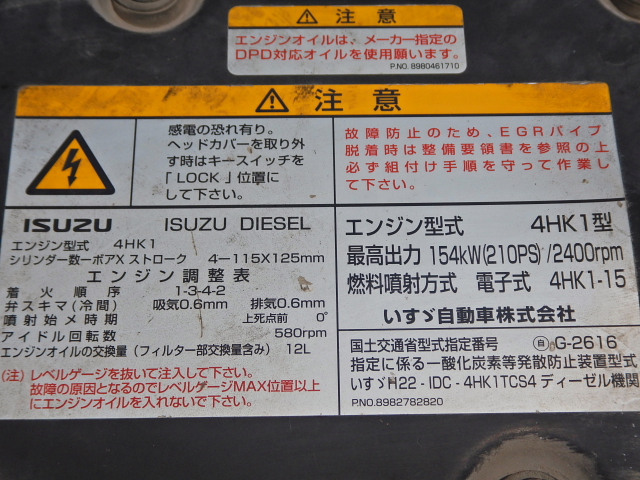 注意
エンジンオイルは、メーカー指定の
DPD対応オイルを使用願います。
P.NO. 8980461710
注意
感電の恐れ有り。
ヘッドカバーを取り外
す時はキースイッチを
「LOCK」位置に
して下さい。
故障防止のため、EGRパイプ
脱着時は整備要領書を参照の上
必ず組付け手順を守って作業し
て下さい。
ISUZU ISUZU DIESEL
エンジン型式 4HK1
シリンダー数ーボアXストローク 4-115X125mm
エンジン調整表
着火順序 1-3-4-2
弁スキマ(冷間) 吸気0.6mm 排気0.6mm
噴射始メ時期 上死点前 0°
アイドル回転数 580rpm
エンジンオイルの交換量(フィルター部交換量含み) 12L
(注) レベルゲージを抜いて注入して下さい。
故障の原因となるのでレベルゲージMAX位置以上
にエンジンオイルを入れないで下さい。
エンジン型式 4HK1型
最高出力 154kW(210PS)/2400rpm
燃料噴射方式 電子式 4HK1-15
いすゞ自動車株式会社
国土交通省型式指定番号 自 G-2616
指定に係る一酸化炭素等発散防止装置型式
いすゞH22-IDC-4HK1TCS4 ディーゼル機関
P.NO.8982782820